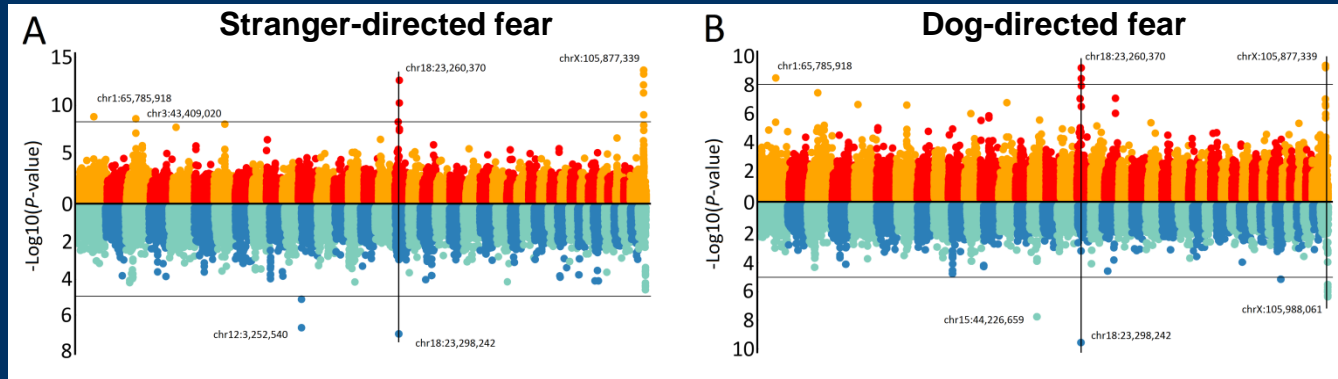 A
Stranger-directed fear
-Log10(P-value)
15
10
5
0
2
4
6
8
chr1:65,785,918
chr3:43,409,020
chr18:23,260,370
chrX:105,877,339
chr12:3,252,540
chr18:23,298,242
B
Dog-directed fear
-Log10(P-value)
10
8
6
4
2
0
2
4
6
8
10
chr1:65,785,918
chr18:23,260,370
chrX:105,877,339
chr15:44,226,659
chr18:23,298,242
chrX:105,988,061